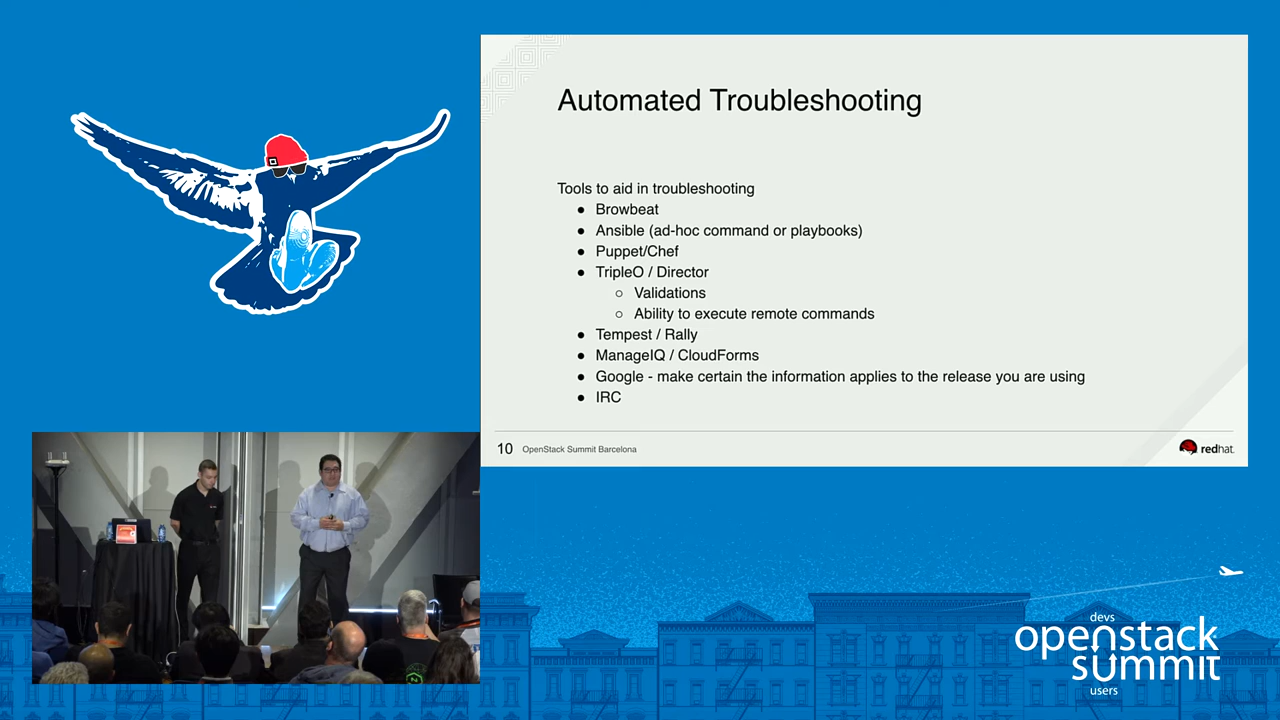 Automated Troubleshooting
Tools to aid in troubleshooting
● Browbeat
● Ansible (ad-hoc command or playbooks)
● Puppet/Chef
● TripleO / Director
○ Validations
○ Ability to execute remote commands
● Tempest / Rally
● ManageIQ / CloudForms
● Google - make certain the information applies to the release you are using
● IRC
10 OpenStack Summit Barcelona
redhat.
devs
openstack
summit
users